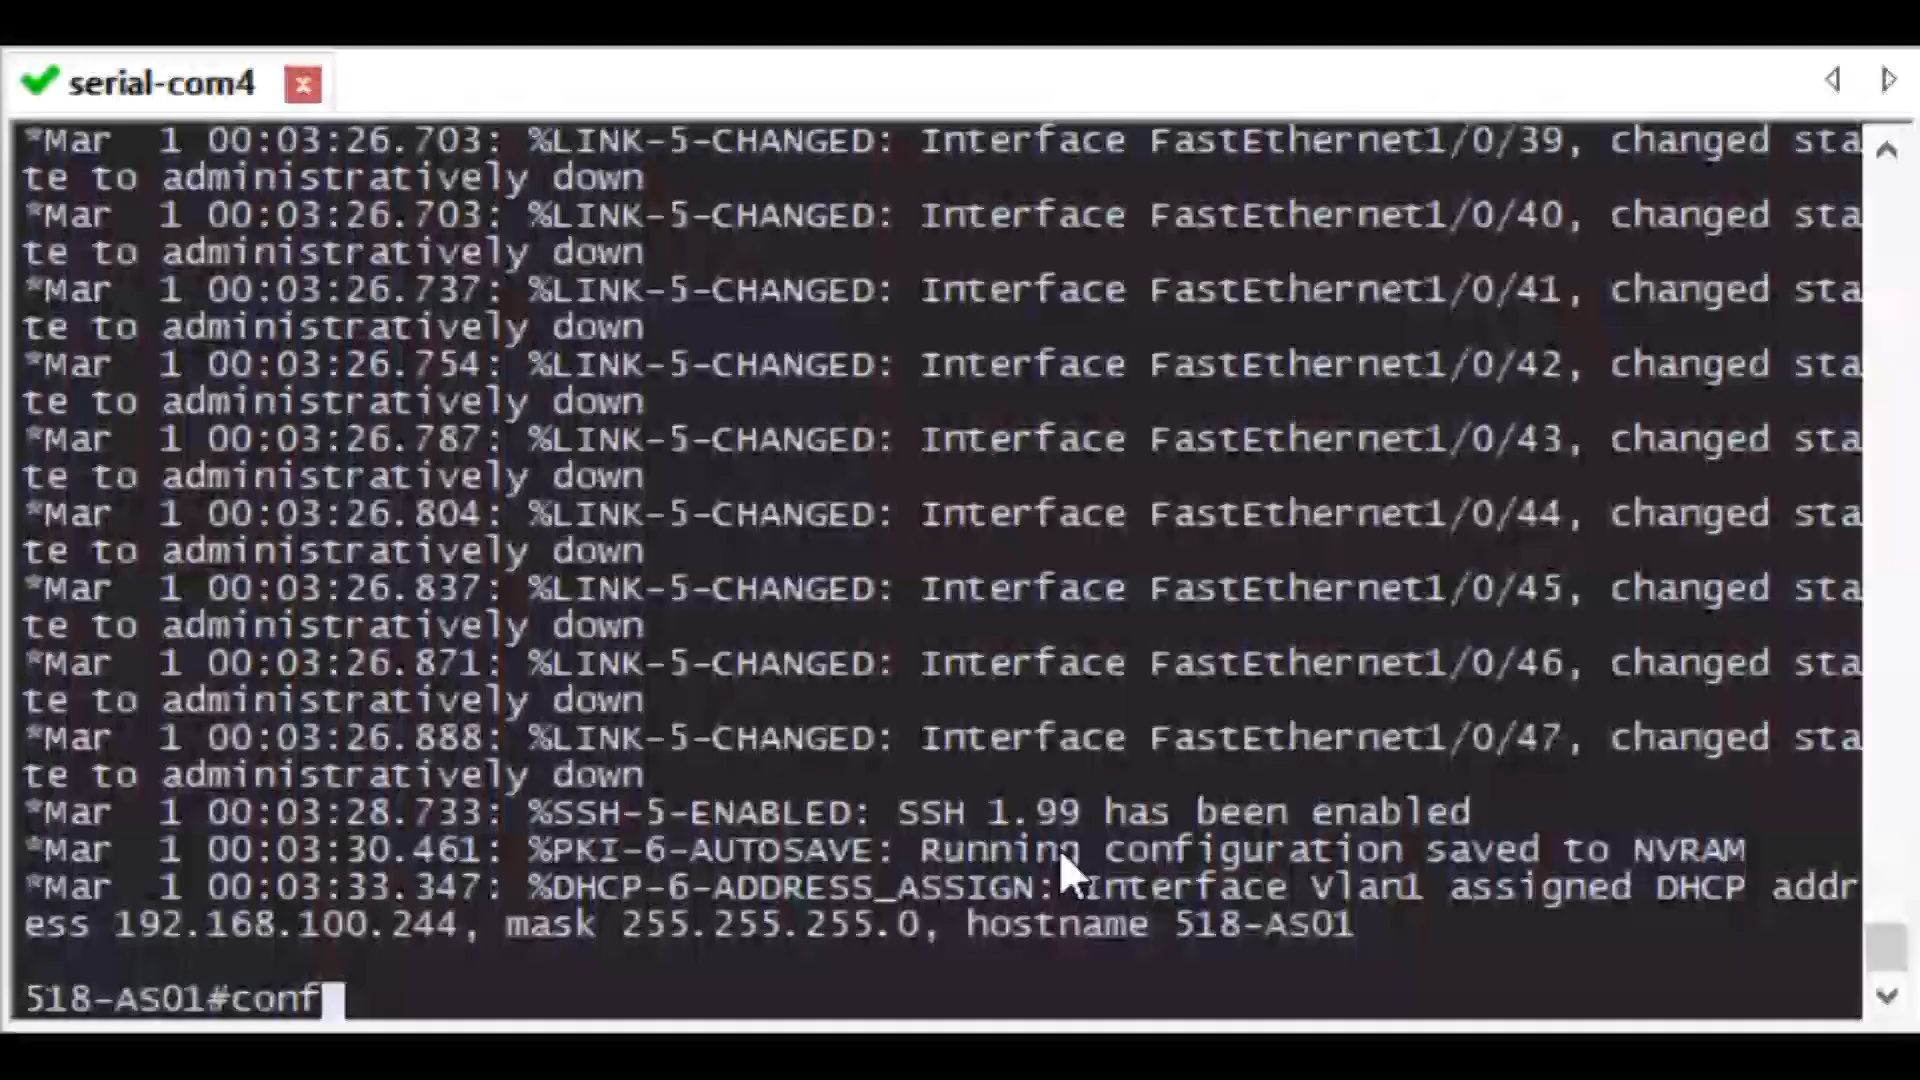 serial-com4
*Mar  1 00:03:26.703: %LINK-5-CHANGED: Interface FastEthernet1/0/39, changed sta
te to administratively down
*Mar  1 00:03:26.703: %LINK-5-CHANGED: Interface FastEthernet1/0/40, changed sta
te to administratively down
*Mar  1 00:03:26.737: %LINK-5-CHANGED: Interface FastEthernet1/0/41, changed sta
te to administratively down
*Mar  1 00:03:26.754: %LINK-5-CHANGED: Interface FastEthernet1/0/42, changed sta
te to administratively down
*Mar  1 00:03:26.787: %LINK-5-CHANGED: Interface FastEthernet1/0/43, changed sta
te to administratively down
*Mar  1 00:03:26.804: %LINK-5-CHANGED: Interface FastEthernet1/0/44, changed sta
te to administratively down
*Mar  1 00:03:26.837: %LINK-5-CHANGED: Interface FastEthernet1/0/45, changed sta
te to administratively down
*Mar  1 00:03:26.871: %LINK-5-CHANGED: Interface FastEthernet1/0/46, changed sta
te to administratively down
*Mar  1 00:03:26.888: %LINK-5-CHANGED: Interface FastEthernet1/0/47, changed sta
te to administratively down
*Mar  1 00:03:28.733: %SSH-5-ENABLED: SSH 1.99 has been enabled
*Mar  1 00:03:30.461: %PKI-6-AUTOSAVE: Running configuration saved to NVRAM
*Mar  1 00:03:33.347: %DHCP-6-ADDRESS_ASSIGN: Interface Vlan1 assigned DHCP addr
ess 192.168.100.244, mask 255.255.255.0, hostname 518-AS01
518-AS01#conf